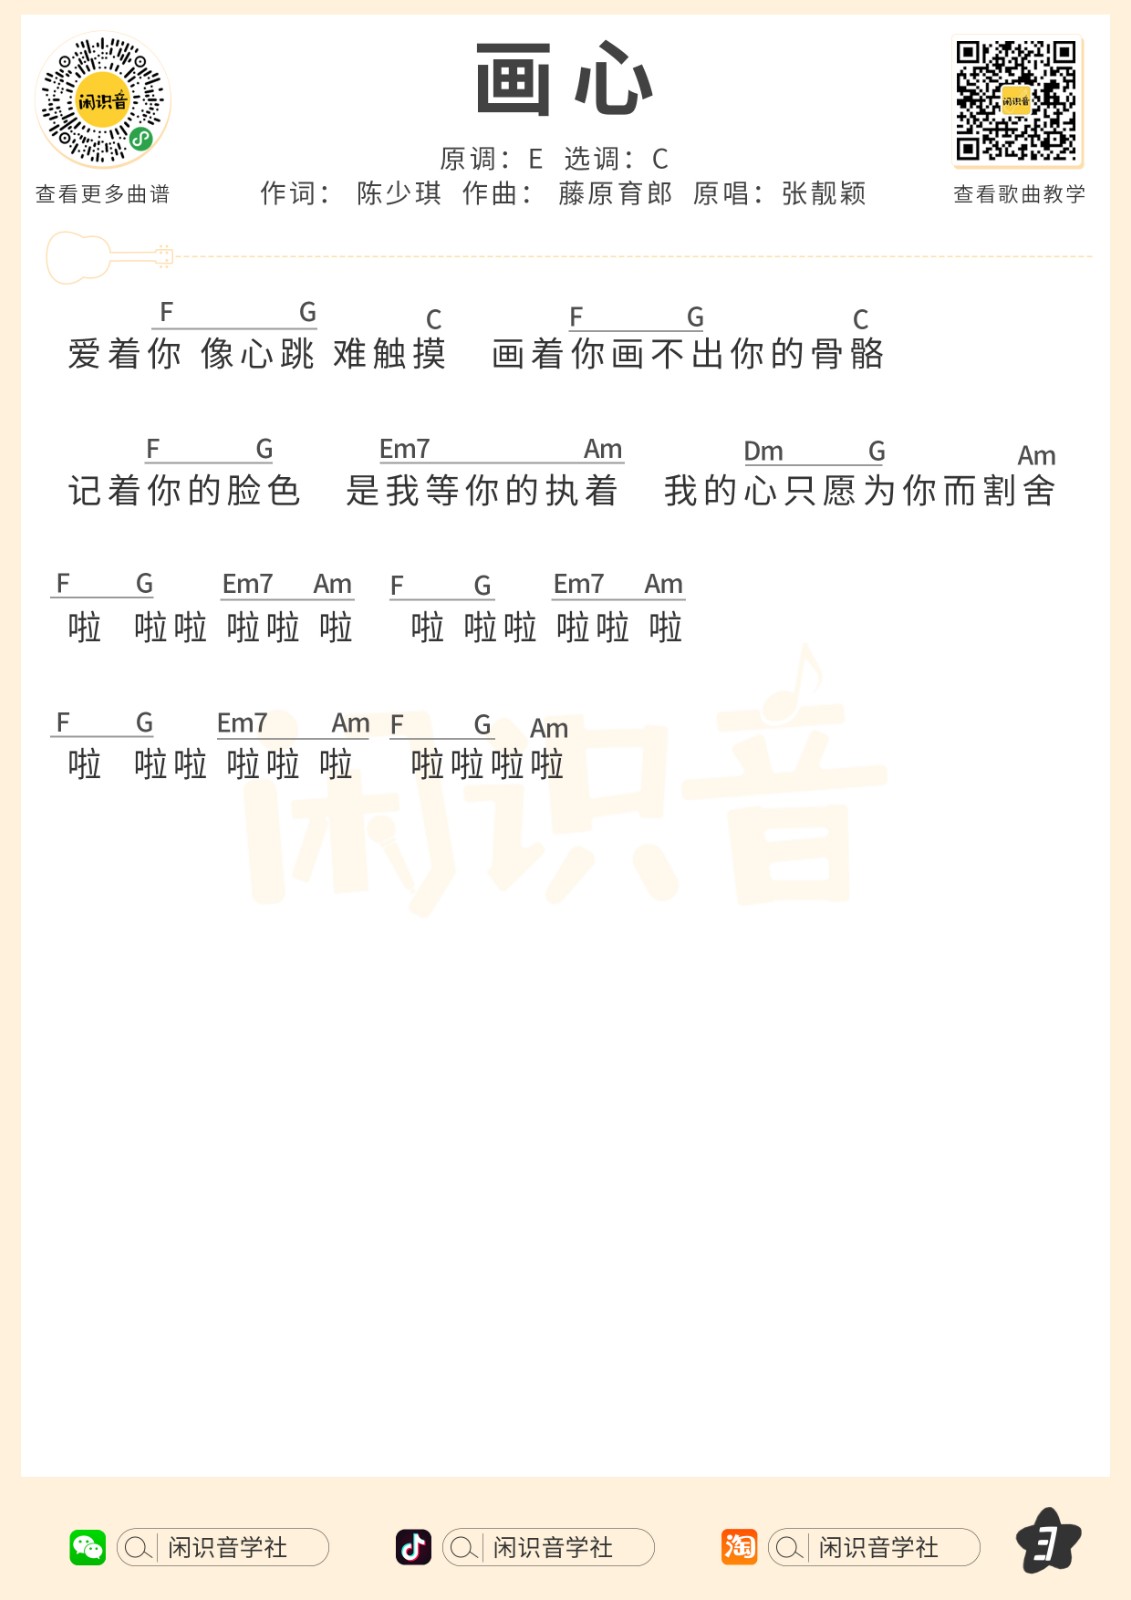 画心
原调：E 选调：C
作词： 陈少琪 作曲： 藤原育郎 原唱：张靓颖
闲识音
查看更多曲谱
闲识音
查看歌曲教学
F G C F G C
爱着你 像心跳 难触摸 画着你画不出你的骨骼
F G Em7 Am Dm G Am
记着你的脸色 是我等你的执着 我的心只愿为你而割舍
F G Em7 Am F G Em7 Am
啦 啦啦 啦啦 啦 啦 啦啦 啦啦 啦
F G Em7 Am F G Am
啦 啦啦 啦啦 啦 啦啦啦啦
闲识音
闲识音学社 闲识音学社 淘 闲识音学社 3